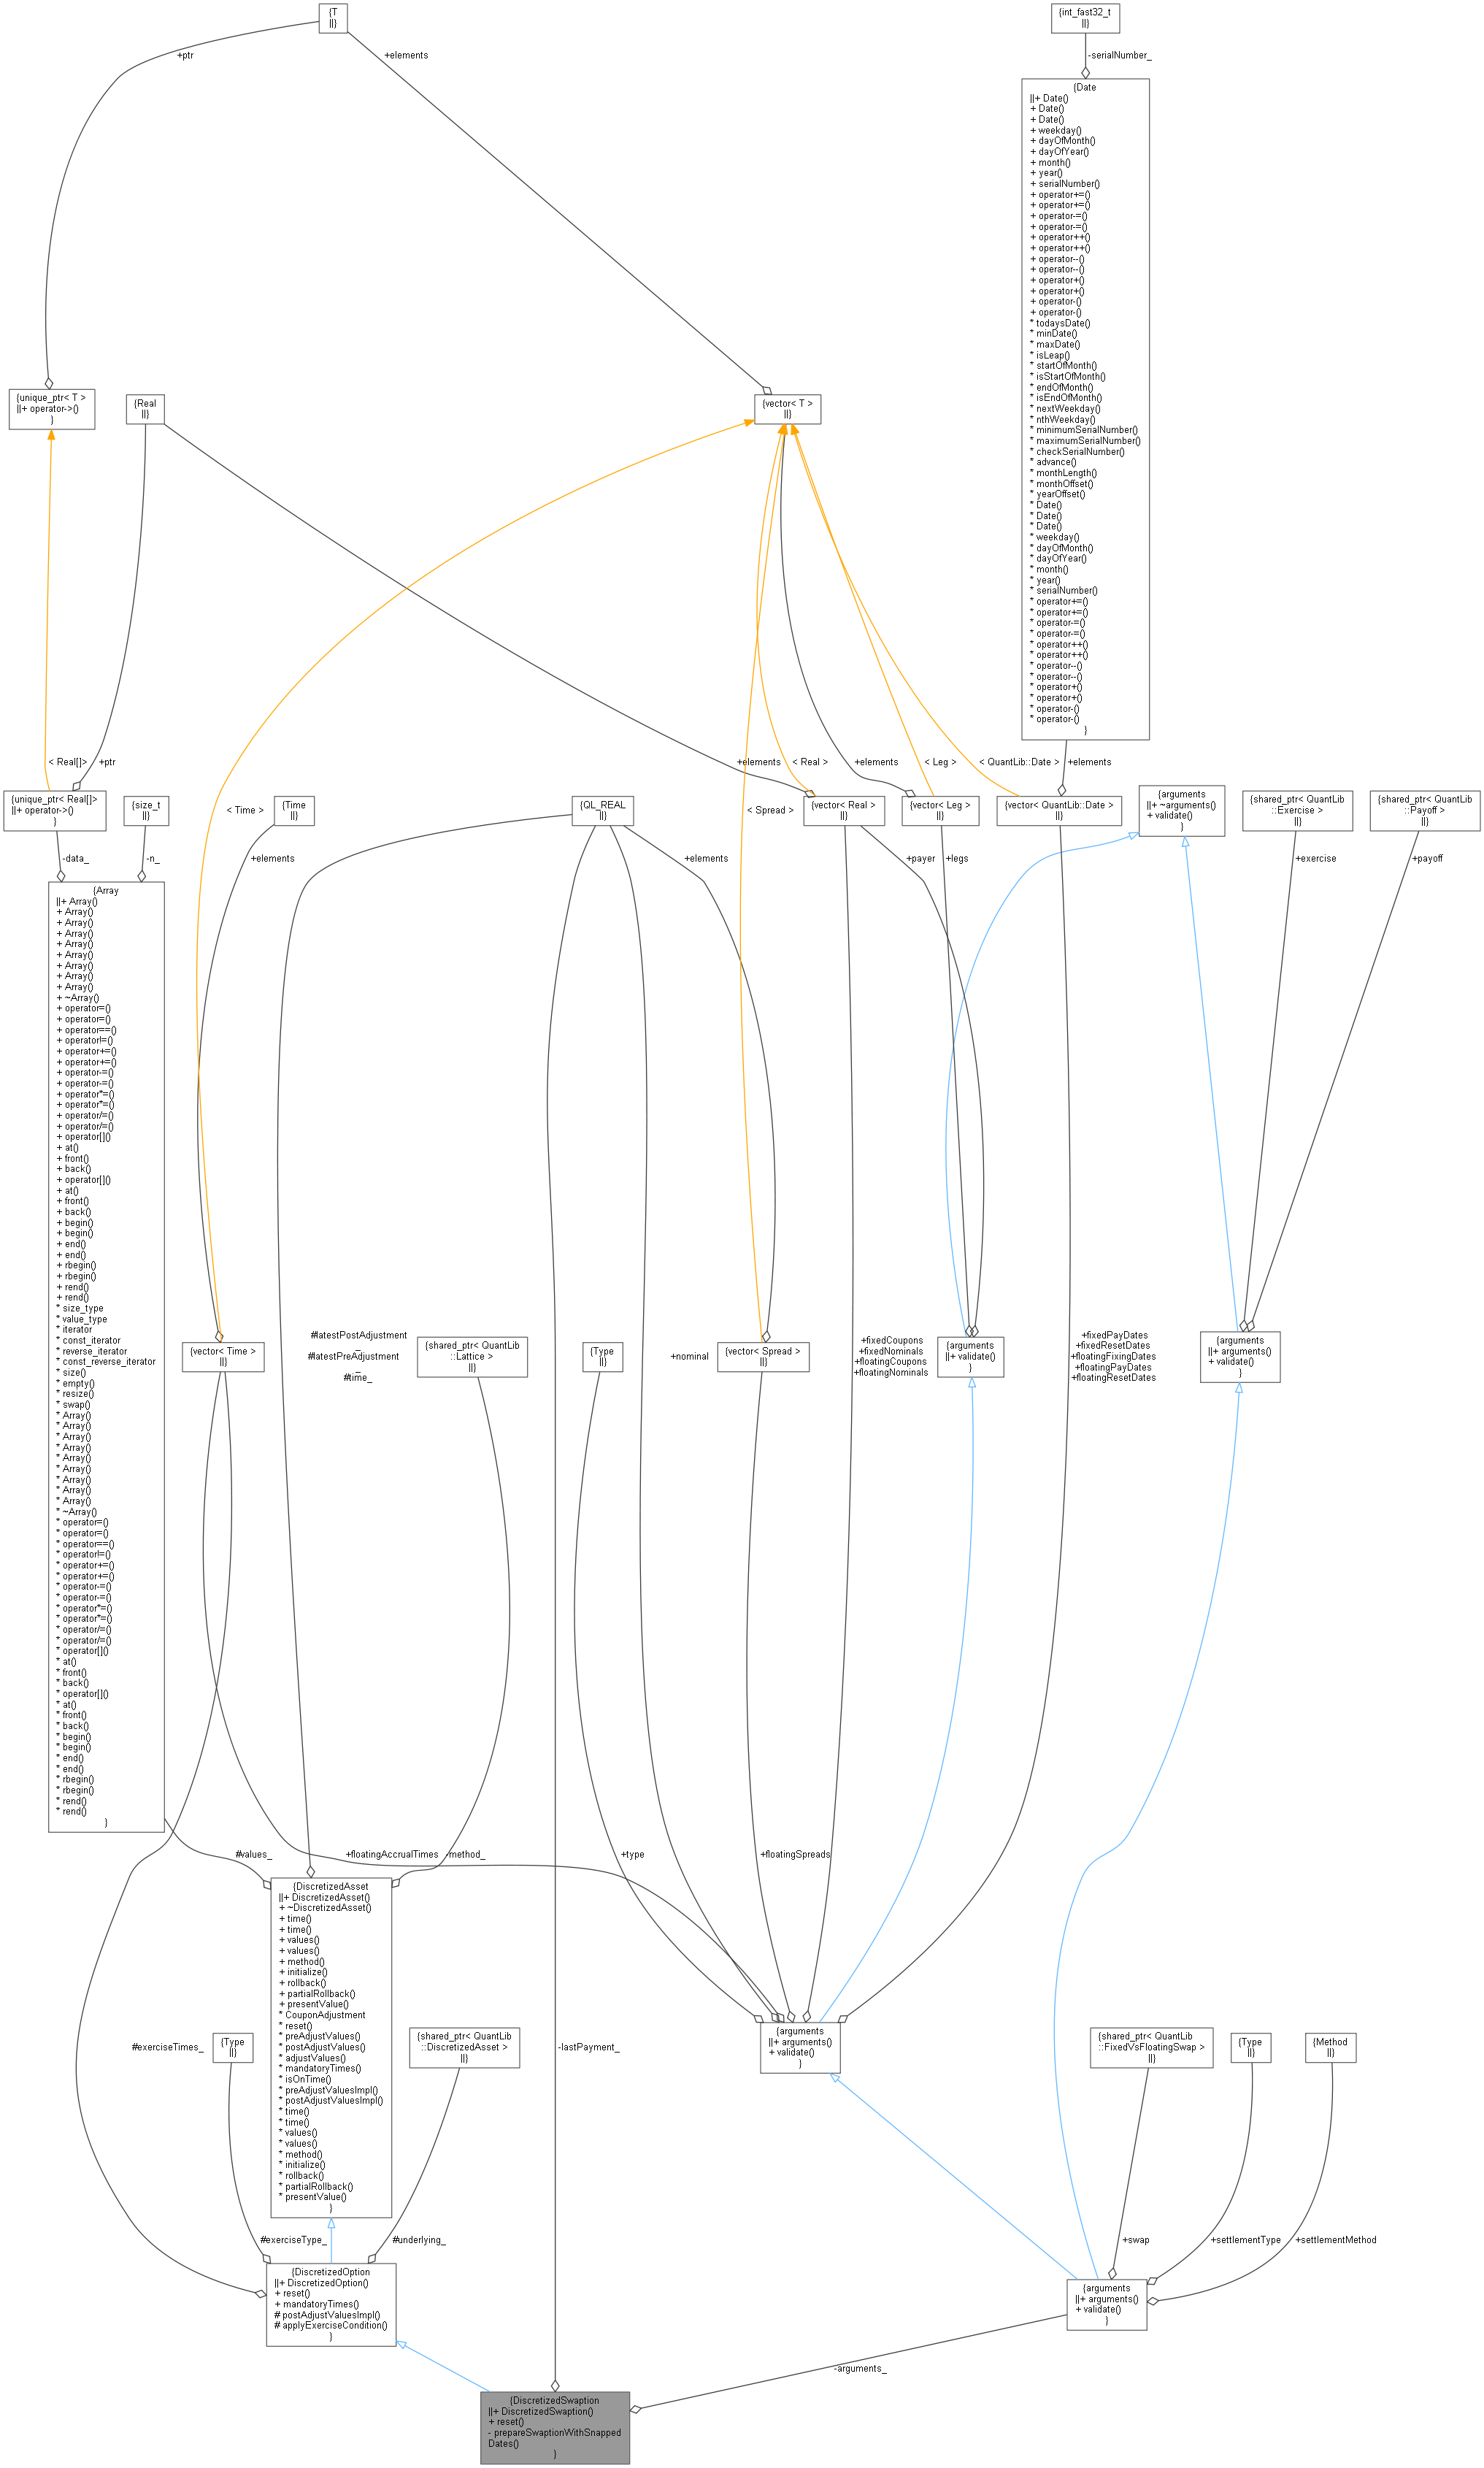 {T
||}
{int_fast32_t
||}
+ptr
+elements
-serialNumber_
{Date
||+ Date()
+ Date()
+ Date()
+ weekday()
+ dayOfMonth()
+ dayOfYear()
+ month()
+ year()
+ serialNumber()
+ operator+=()
+ operator+=()
+ operator-=()
+ operator-=()
+ operator++()
+ operator++()
+ operator--()
+ operator--()
+ operator+()
+ operator+()
+ operator-()
+ operator-()
* todaysDate()
* minDate()
* maxDate()
* isLeap()
* startOfMonth()
* isStartOfMonth()
* endOfMonth()
* isEndOfMonth()
* nextWeekday()
* nthWeekday()
* minimumSerialNumber()
* maximumSerialNumber()
* checkSerialNumber()
* advance()
* monthLength()
* monthOffset()
* yearOffset()
* Date()
* Date()
* Date()
* weekday()
* dayOfMonth()
* dayOfYear()
* month()
* year()
* serialNumber()
* operator+=()
* operator+=()
* operator-=()
* operator-=()
* operator++()
* operator++()
* operator--()
* operator--()
* operator+()
* operator+()
* operator-()
* operator-()
}
{unique_ptr< T >
||+ operator->()
}
{Real
||}
{vector< T >
||}
< Real[]>
+ptr
+elements
< Real >
+elements
< Leg >
< QuantLib::Date >
+elements
{unique_ptr< Real[]>
||+ operator->()
}
{size_t
||}
< Time >
{Time
||}
{QL_REAL
||}
< Spread >
{vector< Real >
||}
{vector< Leg >
||}
{vector< QuantLib::Date >
||}
{arguments
||+ ~arguments()
+ validate()
}
{shared_ptr< QuantLib
::Exercise >
||}
{shared_ptr< QuantLib
::Payoff >
||}
-data_
-n_
+elements
+elements
+payer
+legs
+exercise
+payoff
{Array
||+ Array()
+ Array()
+ Array()
+ Array()
+ Array()
+ Array()
+ Array()
+ Array()
+ Array()
+ ~Array()
+ operator=()
+ operator=()
+ operator==()
+ operator!=()
+ operator+=()
+ operator+=()
+ operator-=()
+ operator-=()
+ operator*=()
+ operator*=()
+ operator/=()
+ operator/=()
+ operator[]()
+ at()
+ front()
+ back()
+ operator[]()
+ at()
+ front()
+ back()
+ begin()
+ begin()
+ end()
+ end()
+ rbegin()
+ rbegin()
+ rend()
+ rend()
* size_type
* value_type
* iterator
* const_iterator
* reverse_iterator
* const_reverse_iterator
* size()
* empty()
* resize()
* swap()
* Array()
* Array()
* Array()
* Array()
* Array()
* Array()
* Array()
* Array()
* Array()
* ~Array()
* operator=()
* operator=()
* operator==()
* operator!=()
* operator+=()
* operator+=()
* operator-=()
* operator-=()
* operator*=()
* operator*=()
* operator/=()
* operator/=()
* operator[]()
* at()
* front()
* back()
* operator[]()
* at()
* front()
* back()
* begin()
* begin()
* end()
* end()
* rbegin()
* rbegin()
* rend()
* rend()
}
{vector< Time >
||}
#latestPostAdjustment
_
#latestPreAdjustment
_
#time_
{shared_ptr< QuantLib
::Lattice >
||}
{Type
||}
+nominal
{vector< Spread >
||}
+fixedCoupons
+fixedNominals
+floatingCoupons
+floatingNominals
{arguments
||+ validate()
}
+fixedPayDates
+fixedResetDates
+floatingFixingDates
+floatingPayDates
+floatingResetDates
{arguments
||+ arguments()
+ validate()
}
#values_
+floatingAccrualTimes
-method_
+type
+floatingSpreads
{DiscretizedAsset
||+ DiscretizedAsset()
+ ~DiscretizedAsset()
+ time()
+ time()
+ values()
+ values()
+ method()
+ initialize()
+ rollback()
+ partialRollback()
+ presentValue()
* CouponAdjustment
* reset()
* preAdjustValues()
* postAdjustValues()
* adjustValues()
* mandatoryTimes()
* isOnTime()
* preAdjustValuesImpl()
* postAdjustValuesImpl()
* time()
* time()
* values()
* values()
* method()
* initialize()
* rollback()
* partialRollback()
* presentValue()
}
#exerciseTimes_
{Type
||}
{shared_ptr< QuantLib
::DiscretizedAsset >
||}
-lastPayment_
{arguments
||+ arguments()
+ validate()
}
{shared_ptr< QuantLib
::FixedVsFloatingSwap >
||}
{Type
||}
{Method
||}
#exerciseType_
#underlying_
+swap
+settlementType
+settlementMethod
{DiscretizedOption
||+ DiscretizedOption()
+ reset()
+ mandatoryTimes()
# postAdjustValuesImpl()
# applyExerciseCondition()
}
{arguments
||+ arguments()
+ validate()
}
-arguments_
{DiscretizedSwaption
||+ DiscretizedSwaption()
+ reset()
- prepareSwaptionWithSnapped
Dates()
}